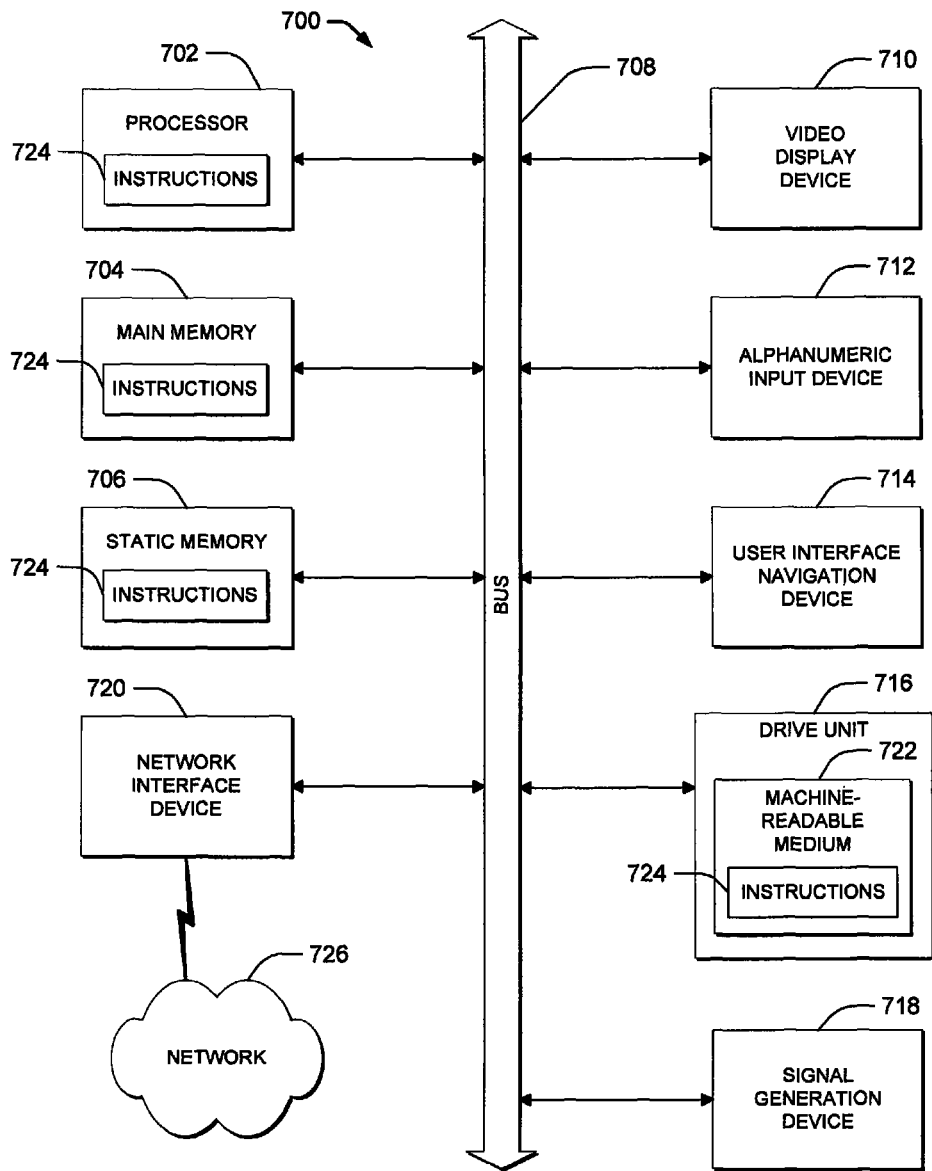 700
702
PROCESSOR
724
INSTRUCTIONS
704
MAIN MEMORY
724
INSTRUCTIONS
706
STATIC MEMORY
724
INSTRUCTIONS
720
NETWORK
INTERFACE
DEVICE
726
NETWORK
708
BUS
710
VIDEO
DISPLAY
DEVICE
712
ALPHANUMERIC
INPUT DEVICE
714
USER INTERFACE
NAVIGATION
DEVICE
716
DRIVE UNIT
722
MACHINE-
READABLE
MEDIUM
724
INSTRUCTIONS
718
SIGNAL
GENERATION
DEVICE